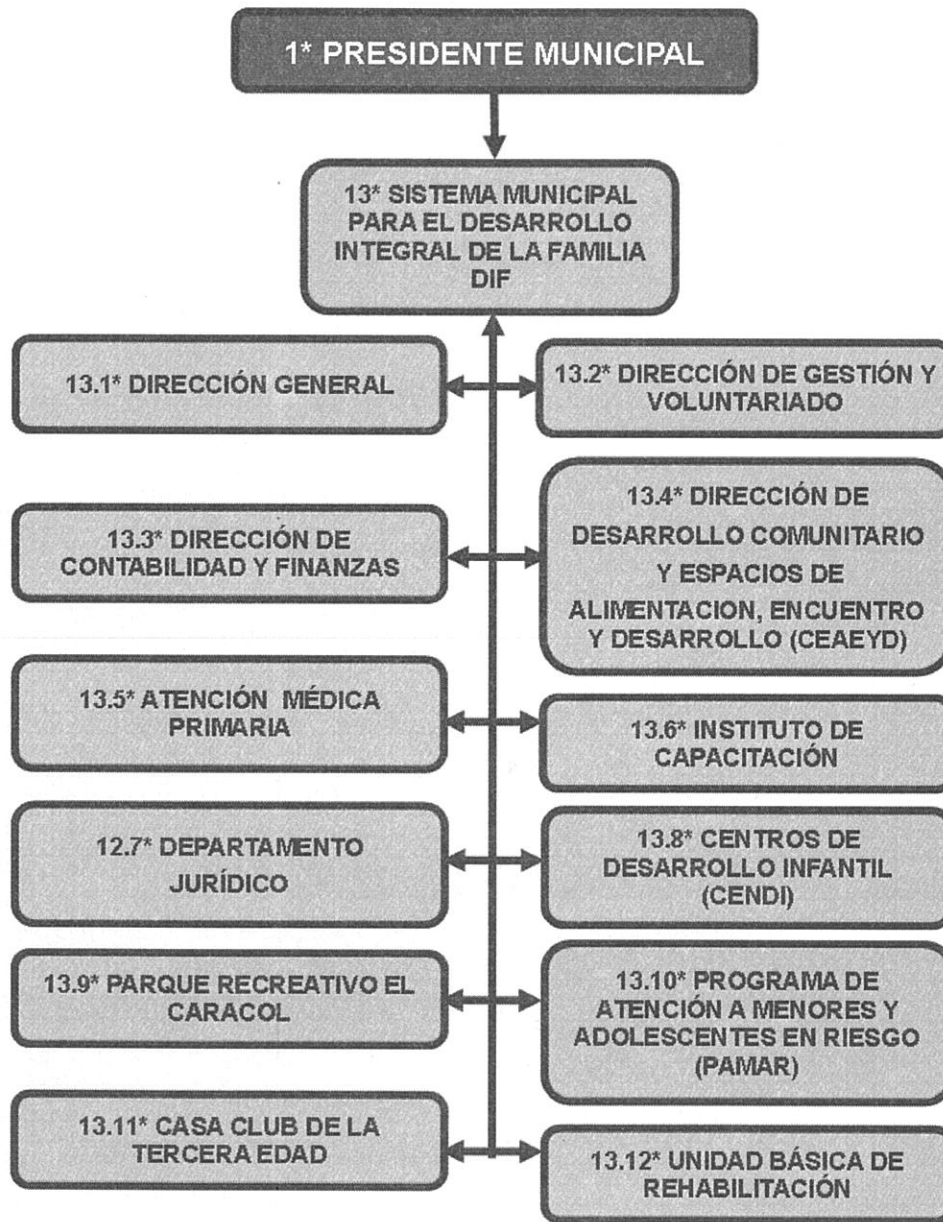 1* PRESIDENTE MUNICIPAL
13* SISTEMA MUNICIPAL
PARA EL DESARROLLO
INTEGRAL DE LA FAMILIA
DIF
13.1* DIRECCIÓN GENERAL
13.2* DIRECCIÓN DE GESTIÓN Y
VOLUNTARIADO
13.3* DIRECCIÓN DE
CONTABILIDAD Y FINANZAS
13.4* DIRECCIÓN DE
DESARROLLO COMUNITARIO
Y ESPACIOS DE
ALIMENTACION, ENCUENTRO
Y DESARROLLO (CEAEYD)
13.5* ATENCIÓN MÉDICA
PRIMARIA
13.6* INSTITUTO DE
CAPACITACIÓN
12.7* DEPARTAMENTO
JURÍDICO
13.8* CENTROS DE
DESARROLLO INFANTIL
(CENDI)
13.9* PARQUE RECREATIVO EL
CARACOL
13.10* PROGRAMA DE
ATENCIÓN A MENORES Y
ADOLESCENTES EN RIESGO
(PAMAR)
13.11* CASA CLUB DE LA
TERCERA EDAD
13.12* UNIDAD BÁSICA DE
REHABILITACIÓN